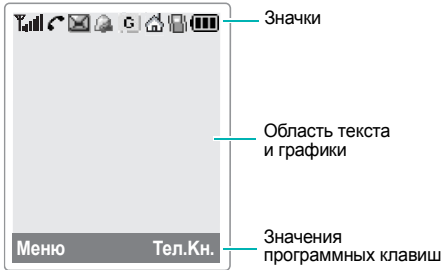 G
Значки
Область текста
и графики
Меню Тел.Кн.
Значения
программных клавиш